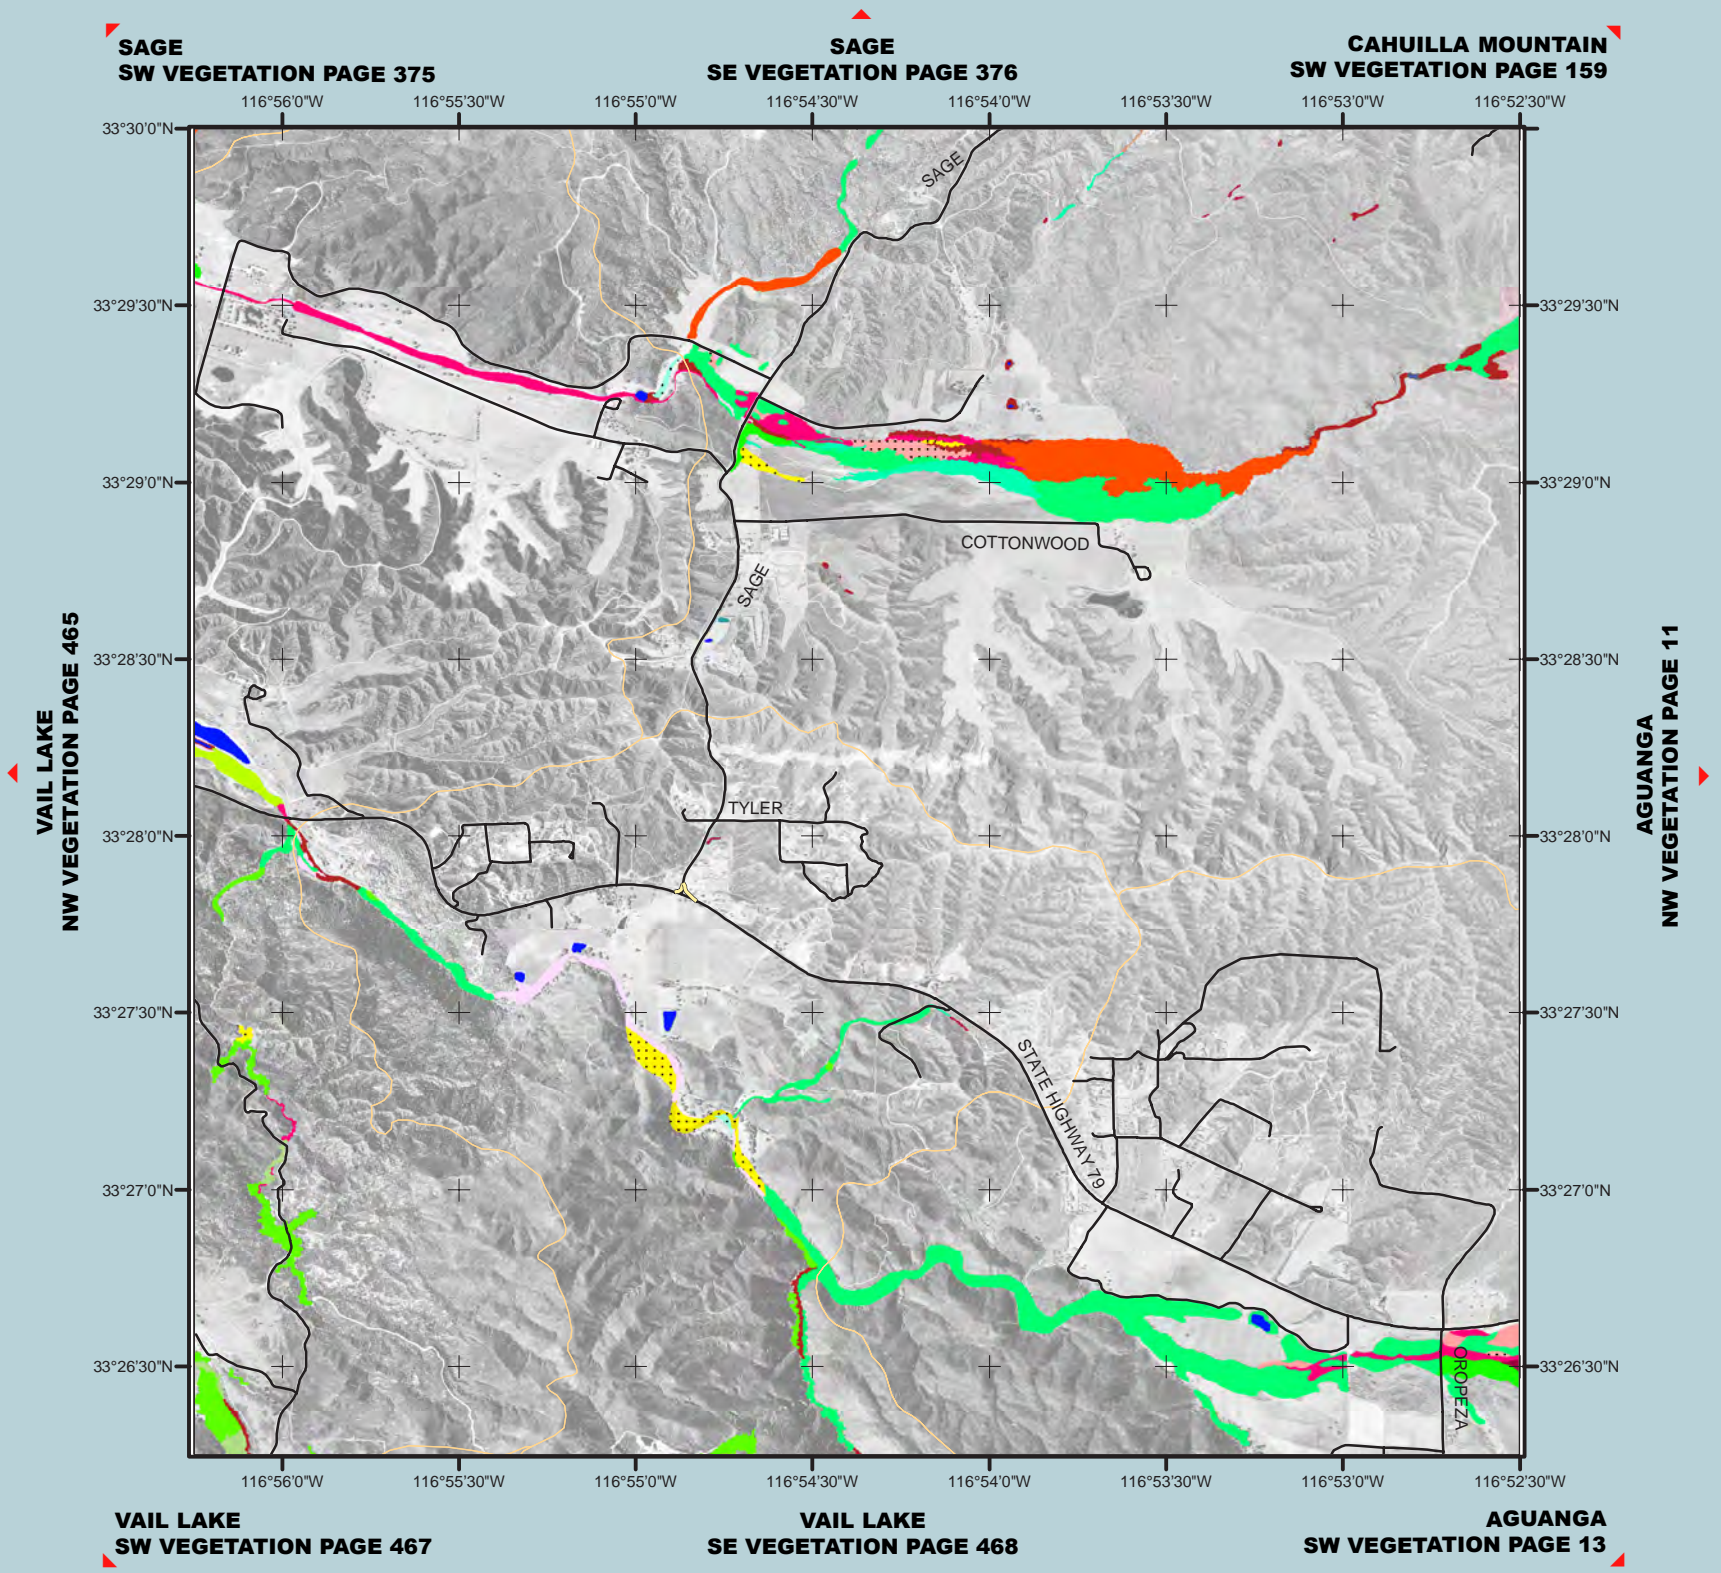 SAGE
SW VEGETATION PAGE 375
SAGE
SE VEGETATION PAGE 376
CAHUILLA MOUNTAIN
SW VEGETATION PAGE 159
116°56'0"W
116°55'30"W
116°55'0"W
116°54'30"W
116°54'0"W
116°53'30"W
116°53'0"W
116°52'30"W
33°30'0"N
SAGE
33°29'30"N
33°29'30"N
33°29'0"N
33°29'0"N
COTTONWOOD
SAGE
33°28'30"N
33°28'30"N
VAIL LAKE
NW VEGETATION PAGE 465
AGUANGA
NW VEGETATION PAGE 11
TYLER
33°28'0"N
33°28'0"N
33°27'30"N
33°27'30"N
STATE HIGHWAY 79
33°27'0"N
33°27'0"N
33°26'30"N
33°26'30"N
OROPEZA
116°56'0"W
116°55'30"W
116°55'0"W
116°54'30"W
116°54'0"W
116°53'30"W
116°53'0"W
116°52'30"W
VAIL LAKE
SW VEGETATION PAGE 467
VAIL LAKE
SE VEGETATION PAGE 468
AGUANGA
SW VEGETATION PAGE 13